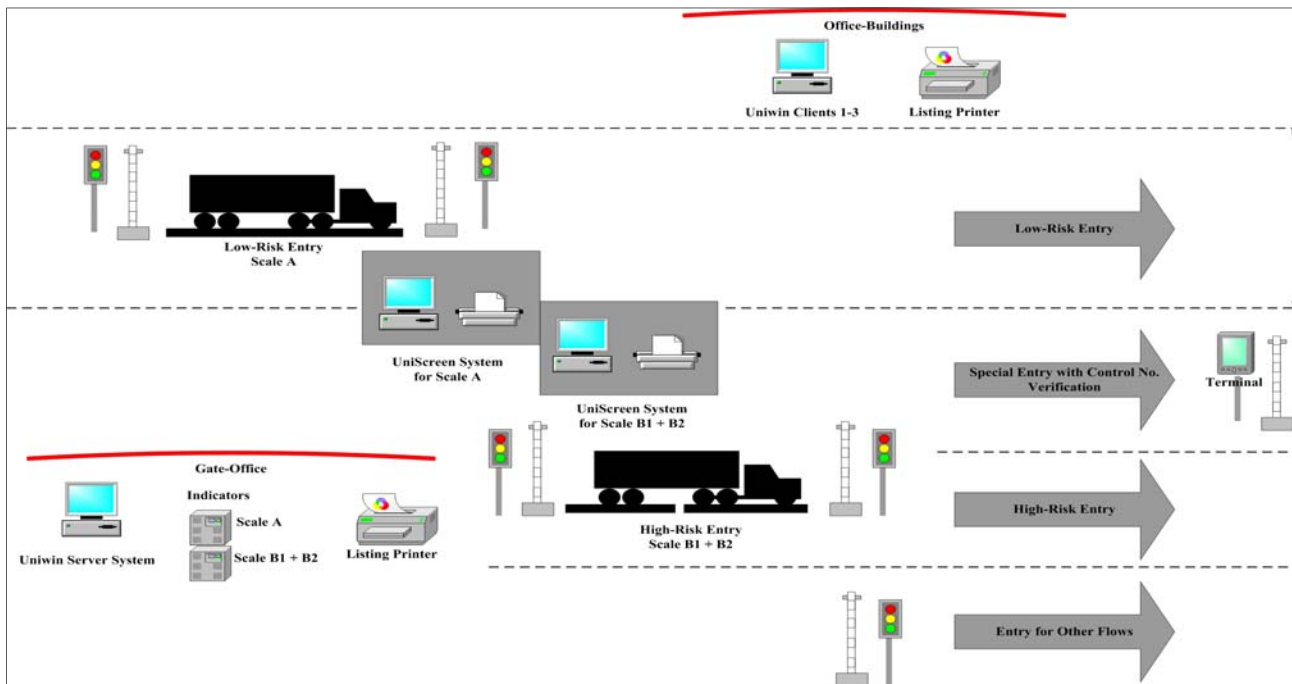 Office-Buildings
Uniwin Clients 1-3
Listing Printer
Low-Risk Entry
Scale A
Low-Risk Entry
UniScreen System
for Scale A
UniScreen System
for Scale B1 + B2
Special Entry with Control No.
Verification
Terminal
Gate-Office
Indicators
Scale A
Scale B1 + B2
Uniwin Server System
Listing Printer
High-Risk Entry
Scale B1 + B2
High-Risk Entry
Entry for Other Flows